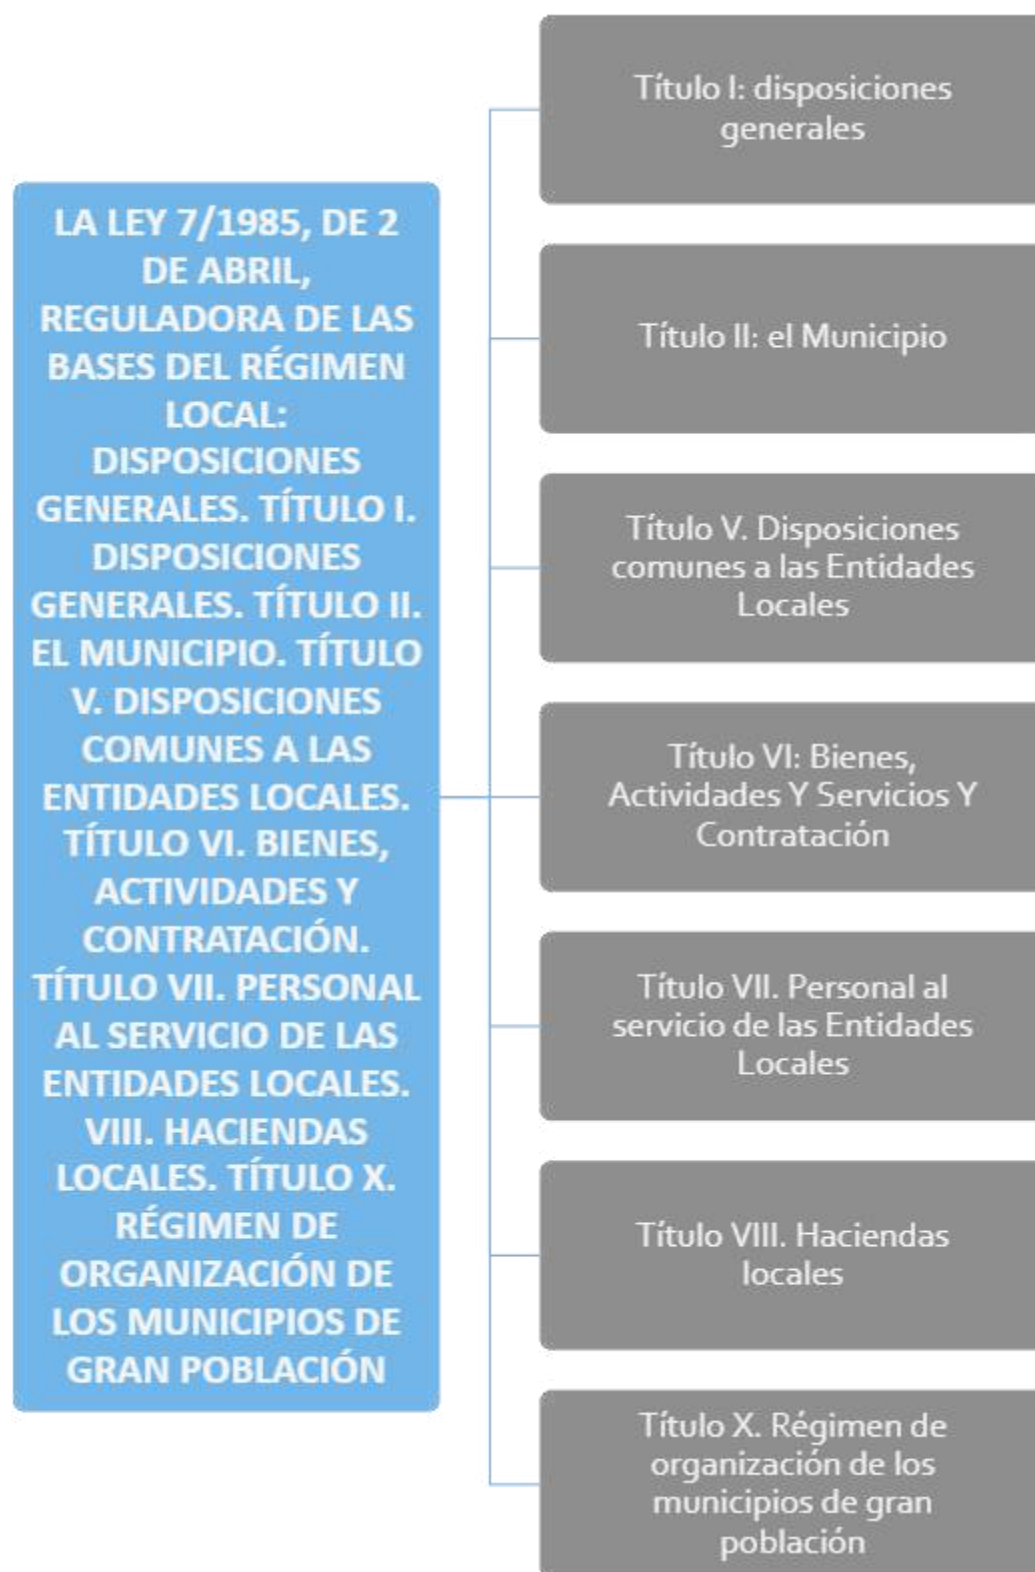 LA LEY 7/1985, DE 2
DE ABRIL,
REGULADORA DE LAS
BASES DEL RÉGIMEN
LOCAL:
DISPOSICIONES
GENERALES. TÍTULO I.
DISPOSICIONES
GENERALES. TÍTULO II.
EL MUNICIPIO. TÍTULO
V. DISPOSICIONES
COMUNES A LAS
ENTIDADES LOCALES.
TÍTULO VI. BIENES,
ACTIVIDADES Y
CONTRATACIÓN.
TÍTULO VII. PERSONAL
AL SERVICIO DE LAS
ENTIDADES LOCALES.
VIII. HACIENDAS
LOCALES. TÍTULO X.
RÉGIMEN DE
ORGANIZACIÓN DE
LOS MUNICIPIOS DE
GRAN POBLACIÓN
Título I: disposiciones
generales
Título II: el Municipio
Título V. Disposiciones
comunes a las Entidades
Locales
Título VI: Bienes,
Actividades Y Servicios Y
Contratación
Título VII. Personal al
servicio de las Entidades
Locales
Título VIII. Haciendas
locales
Título X. Régimen de
organización de los
municipios de gran
población